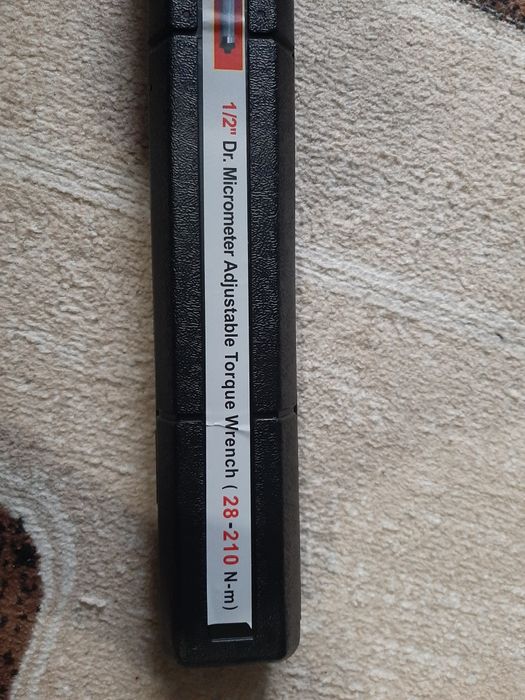 1/2" Dr. Micrometer Adjustable Torque Wrench ( 28-210 N-m)